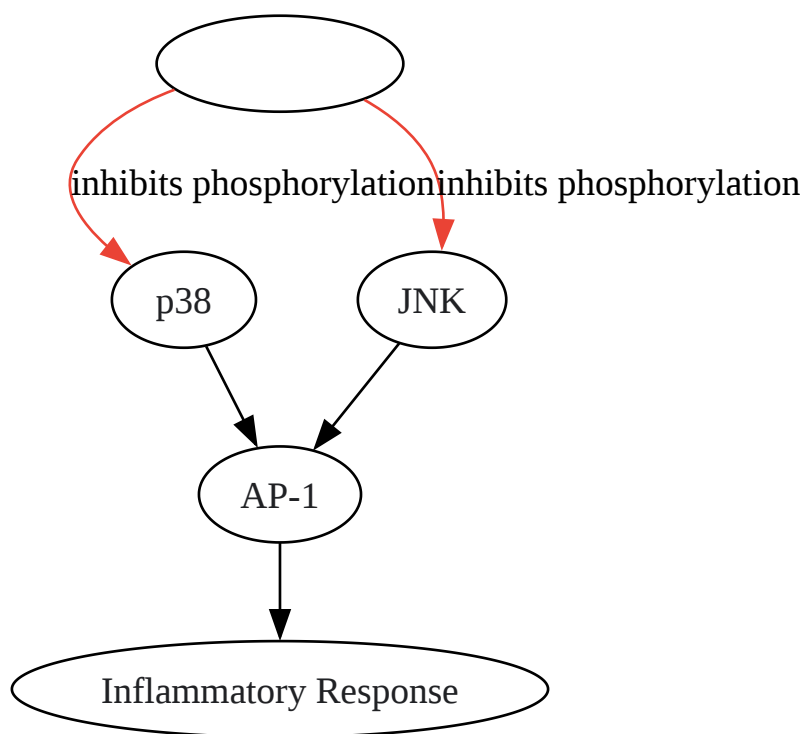 inhibits phosphorylation
inhibits phosphorylation
p38
JNK
AP-1
Inflammatory Response